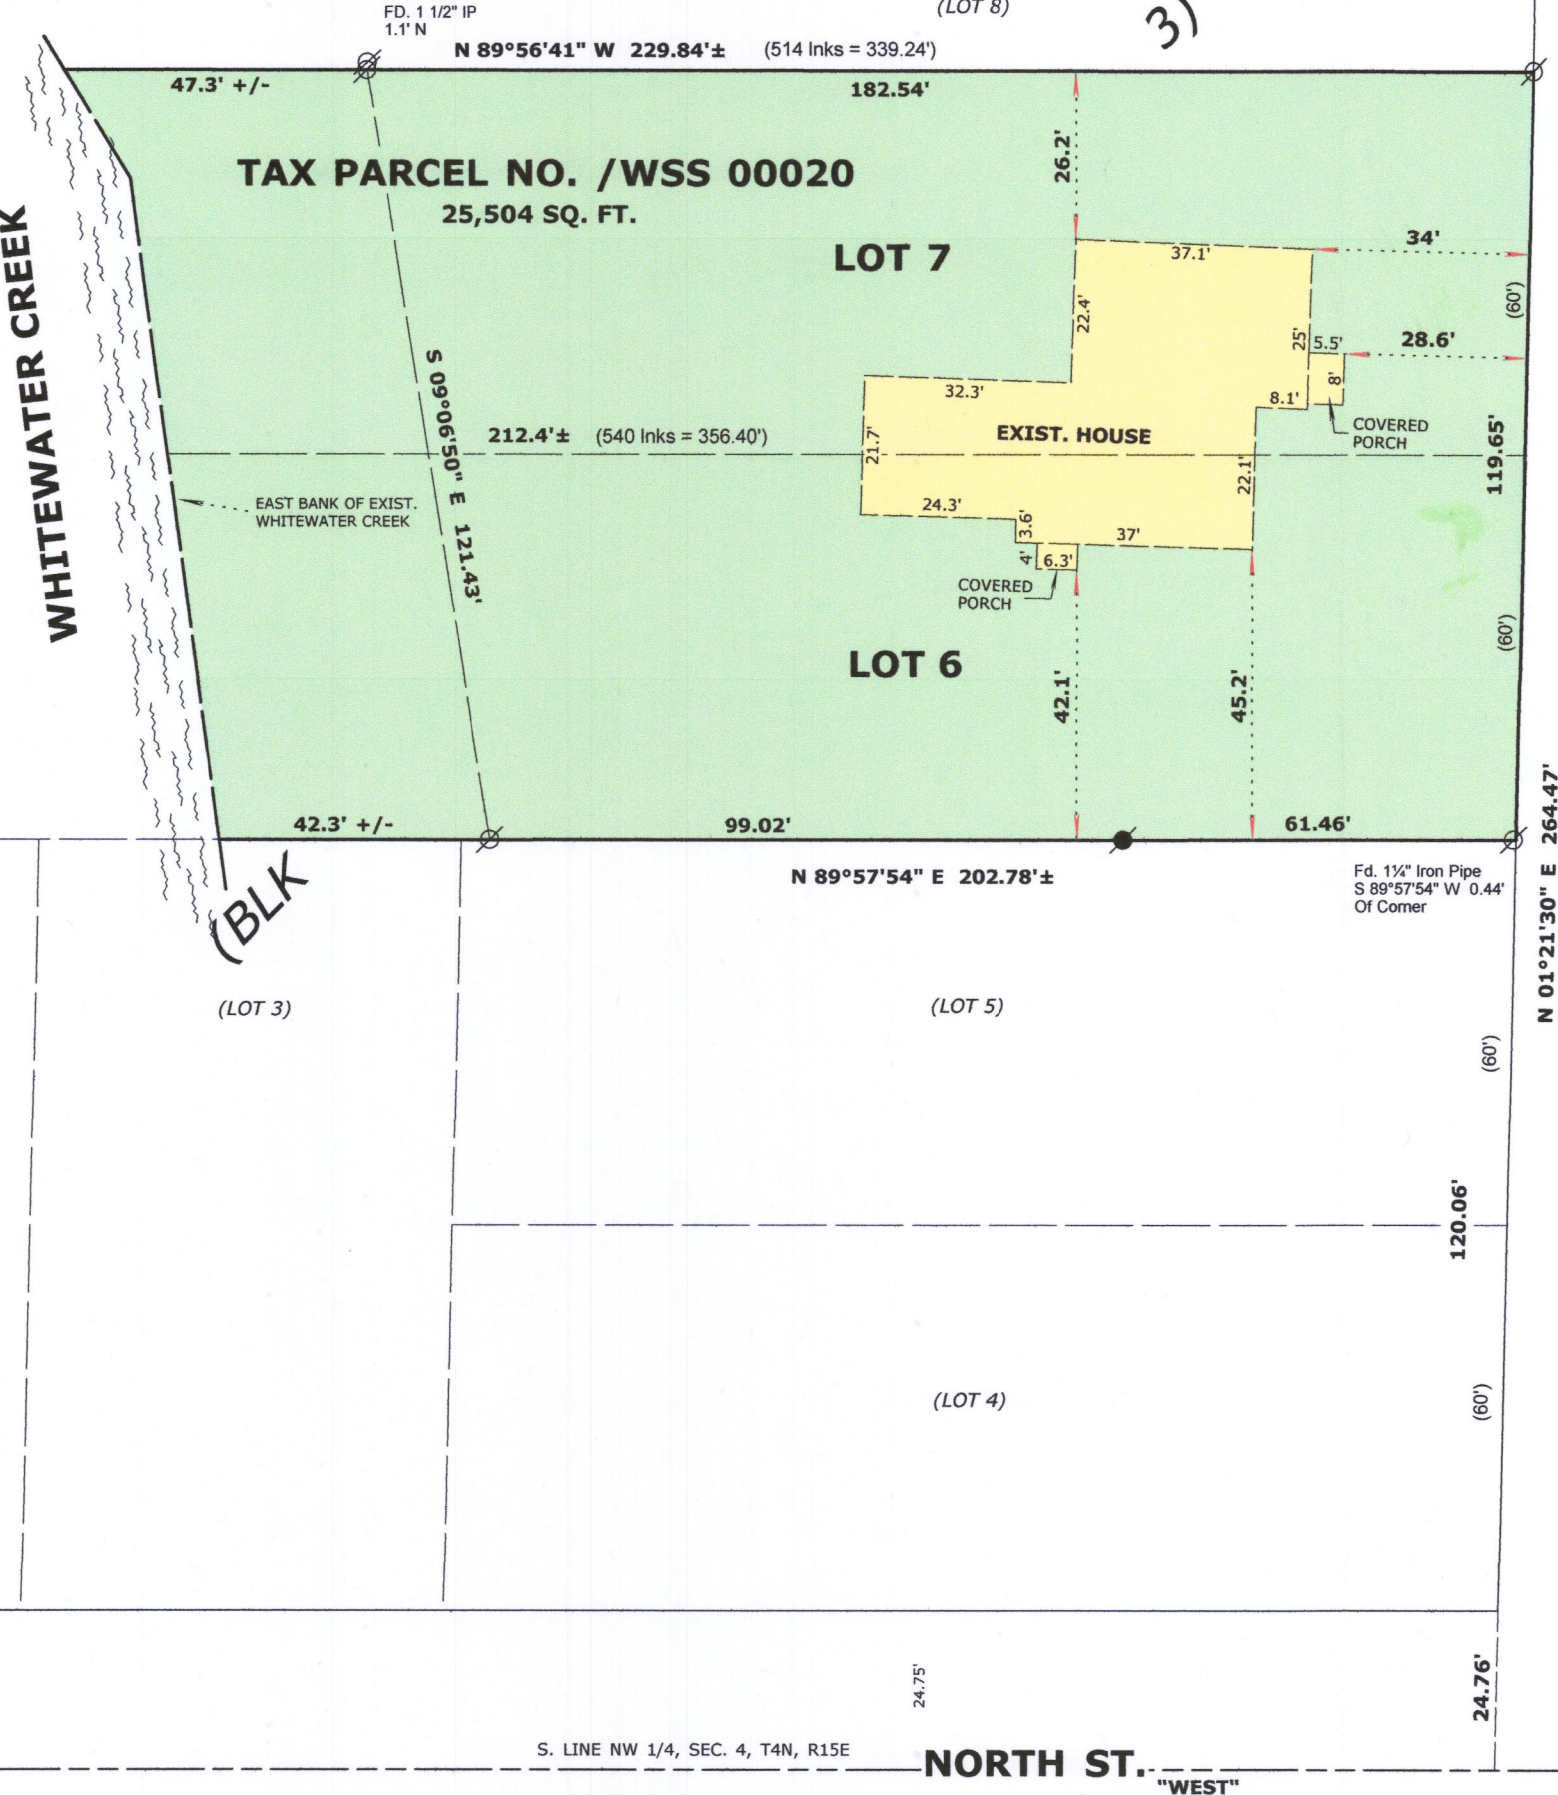 FD. 1 1/2" IP
1.1' N
(LOT 8)
3)
N 89°56'41" W 229.84'± (514 lnks = 339.24')
47.3' +/-
182.54'
TAX PARCEL NO. /WSS 00020
25,504 SQ. FT.
26.2'
LOT 7
34'
37.1'
(60')
22.4'
25'
5.5'
28.6'
8'
32.3'
8.1'
WHITEWATER CREEK
S 09°06'50" E 121.43'
212.4'± (540 lnks = 356.40')
EXIST. HOUSE
COVERED
PORCH
21.7'
22.1'
119.65'
EAST BANK OF EXIST.
WHITEWATER CREEK
24.3'
3.6'
37'
4'
6.3'
COVERED
PORCH
(60')
LOT 6
42.1'
45.2'
42.3' +/-
99.02'
61.46'
N 89°57'54" E 202.78'±
Fd. 1¼" Iron Pipe
S 89°57'54" W 0.44'
Of Corner
N 01°21'30" E 264.47'
(BLK
(LOT 3)
(LOT 5)
(60')
120.06'
(LOT 4)
(60')
24.75'
24.76'
S. LINE NW 1/4, SEC. 4, T4N, R15E
NORTH ST.
"WEST"